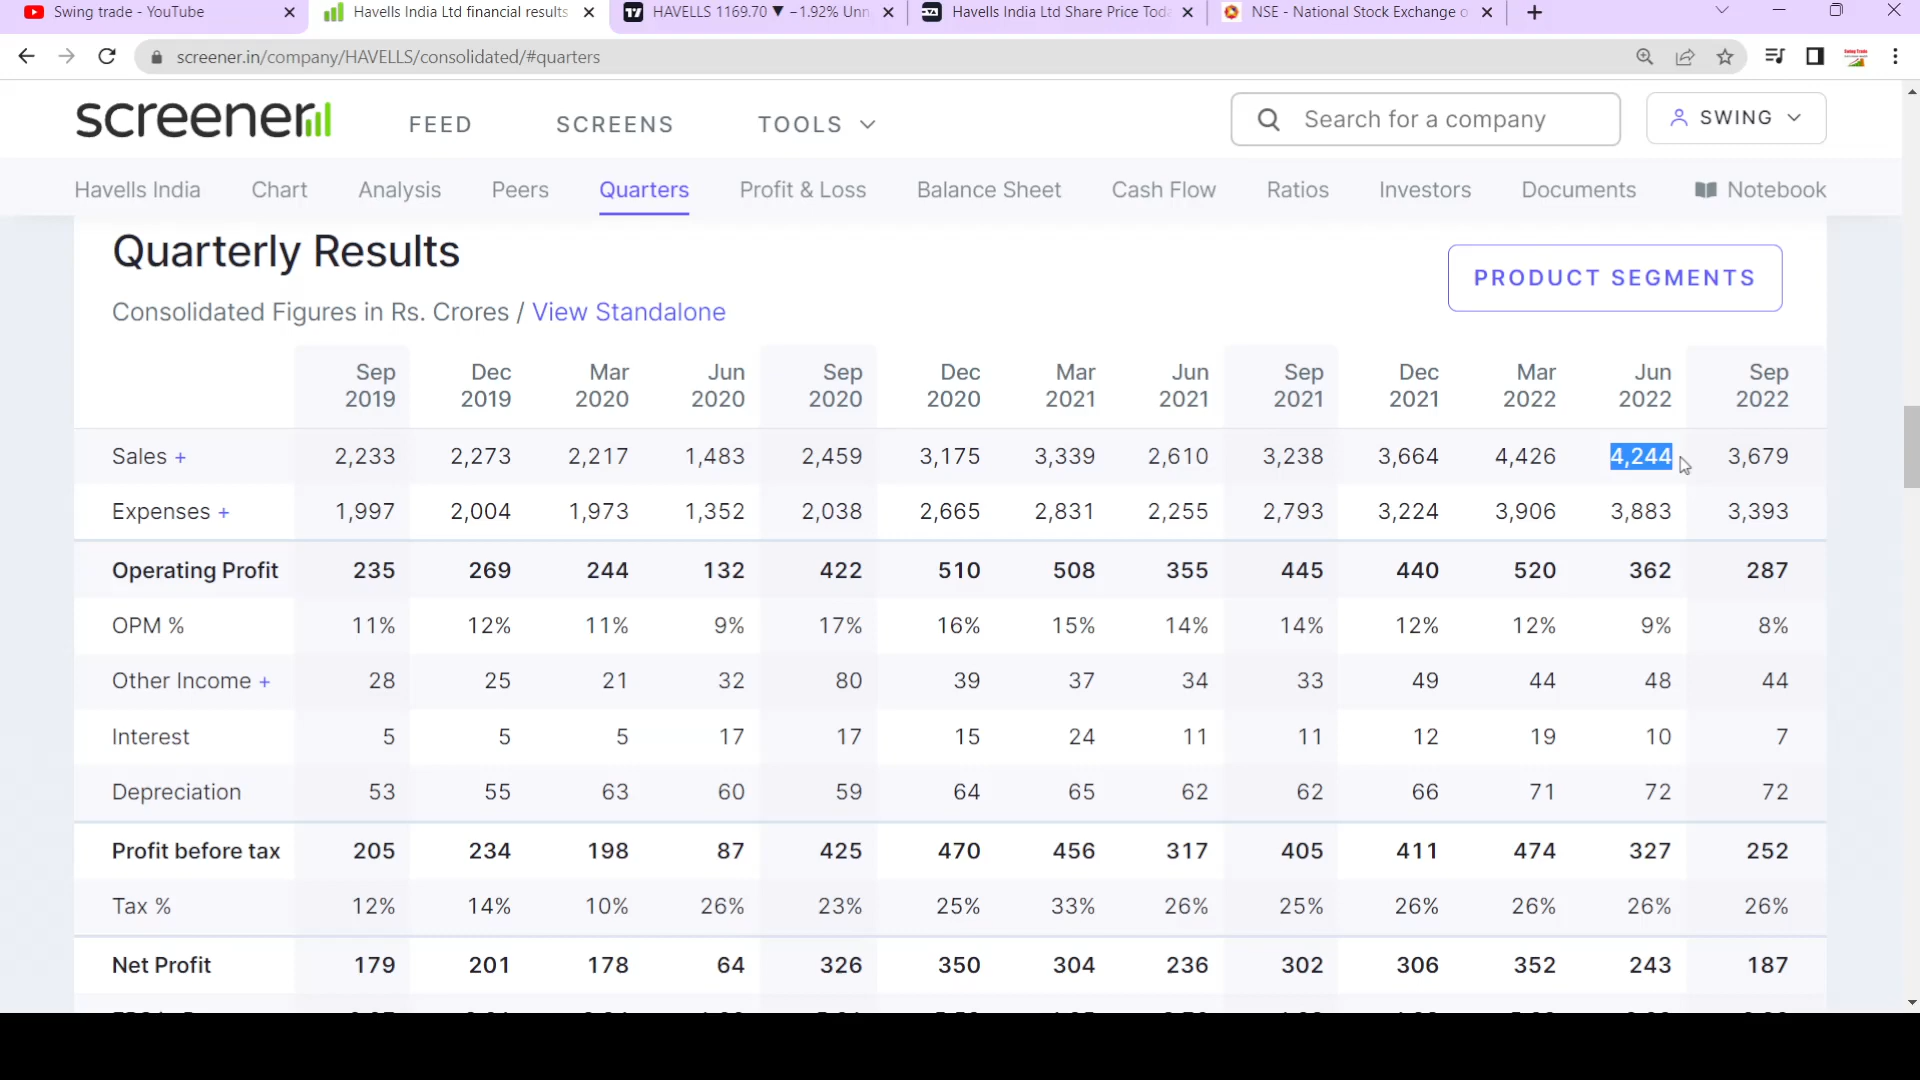 Swing trade - YouTube
Havells India Ltd financial results
HAVELLS 1169.70 ▼ −1.92% Unn
Havells India Ltd Share Price Toda
NSE - National Stock Exchange o
screener.in/company/HAVELLS/consolidated/#quarters
screener
FEED SCREENS TOOLS
Search for a company
SWING
Havells India Chart Analysis Peers Quarters Profit & Loss Balance Sheet Cash Flow Ratios Investors Documents Notebook
Quarterly Results
PRODUCT SEGMENTS
Consolidated Figures in Rs. Crores / View Standalone
Sep Dec Mar Jun Sep Dec Mar Jun Sep Dec Mar Jun Sep
2019 2019 2020 2020 2020 2020 2021 2021 2021 2021 2022 2022 2022
Sales + 2,233 2,273 2,217 1,483 2,459 3,175 3,339 2,610 3,238 3,664 4,426 4,244 3,679
Expenses + 1,997 2,004 1,973 1,352 2,038 2,665 2,831 2,255 2,793 3,224 3,906 3,883 3,393
Operating Profit 235 269 244 132 422 510 508 355 445 440 520 362 287
OPM % 11% 12% 11% 9% 17% 16% 15% 14% 14% 12% 12% 9% 8%
Other Income + 28 25 21 32 80 39 37 34 33 49 44 48 44
Interest 5 5 5 17 17 15 24 11 11 12 19 10 7
Depreciation 53 55 63 60 59 64 65 62 62 66 71 72 72
Profit before tax 205 234 198 87 425 470 456 317 405 411 474 327 252
Tax % 12% 14% 10% 26% 23% 25% 33% 26% 25% 26% 26% 26% 26%
Net Profit 179 201 178 64 326 350 304 236 302 306 352 243 187